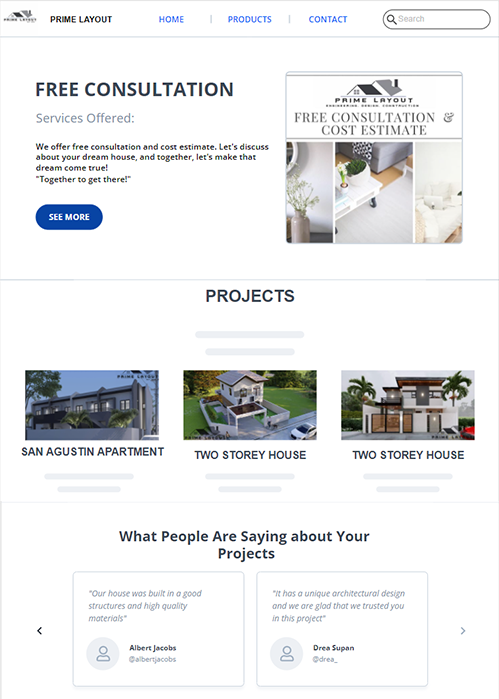 PRIME LAYOUT
HOME
PRODUCTS
CONTACT
Search
FREE CONSULTATION
Services Offered:
We offer free consultation and cost estimate. Let's discuss
about your dream house, and together, let's make that
dream come true!
"Together to get there!"
SEE MORE
PRIME LAYOUT
ENGINEERING. DESIGN. CONSTRUCTION
FREE CONSULTATION &
COST ESTIMATE
PROJECTS
PRIME LAYOUT
PRIME LAYOUT
PRIME LAYOUT
SAN AGUSTIN APARTMENT
TWO STOREY HOUSE
TWO STOREY HOUSE
What People Are Saying about Your
Projects
"Our house was built in a good
structures and high quality
materials"
Albert Jacobs
@albertjacobs
"It has a unique architectural design
and we are glad that we trusted you
in this project"
Drea Supan
@drea_